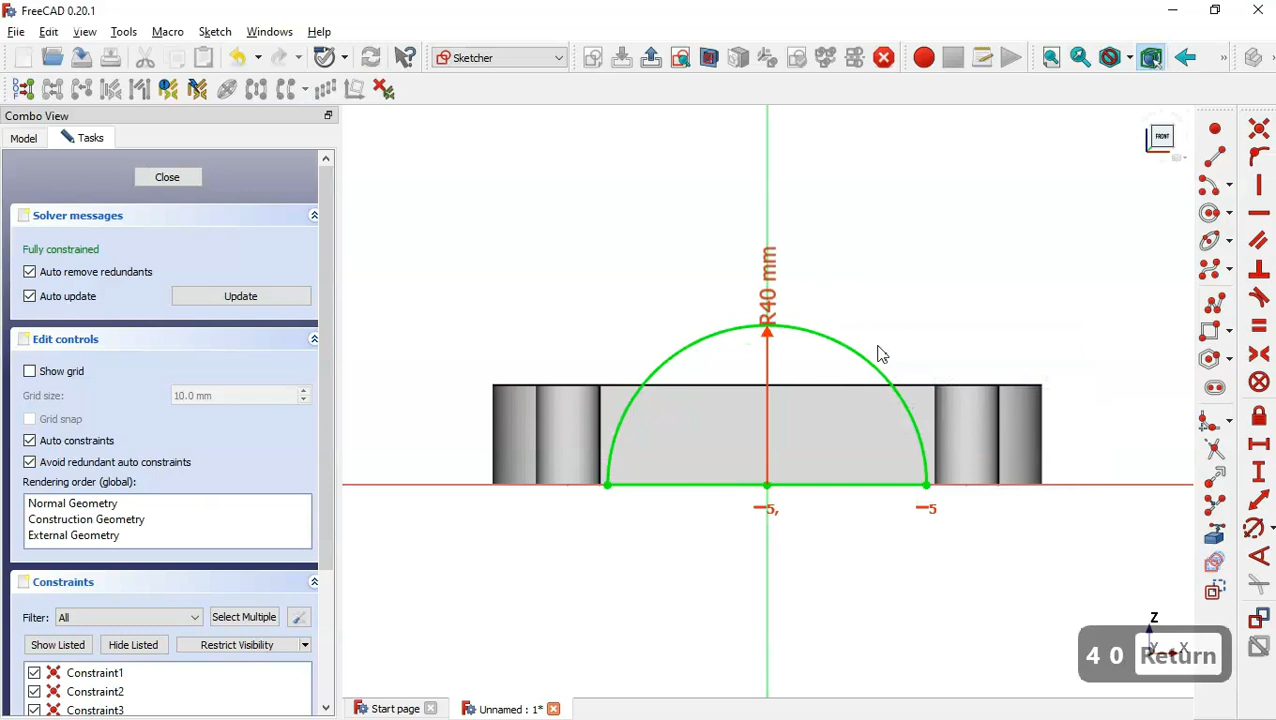 FreeCAD 0.20.1
File Edit View Tools Macro Sketch Windows Help
Sketcher
»
»
Combo View
Model Tasks
Close
Solver messages
Fully constrained
Auto remove redundants
Auto update Update
Edit controls
Show grid
Grid size: 10.0 mm
Grid snap
Auto constraints
Avoid redundant auto constraints
Rendering order (global):
Normal Geometry
Construction Geometry
External Geometry
Constraints
Filter: All Select Multiple
Show Listed Hide Listed Restrict Visibility
Constraint1
Constraint2
Constraint3
FRONT
R40 mm
5,
5
Z
Y X
4 0 Return
Start page
Unnamed : 1*